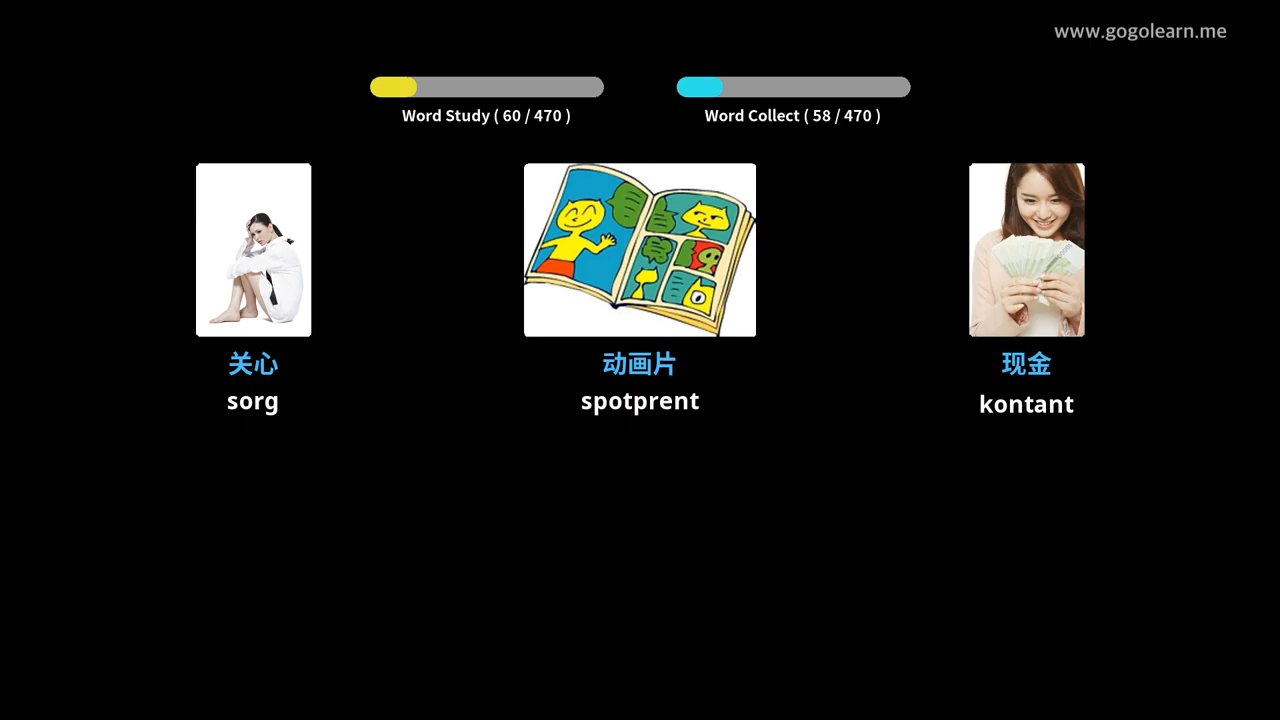 www.gogolearn.me
Word Study ( 60 / 470 )
Word Collect ( 58 / 470 )
关心
动画片
现金
sorg
spotprent
kontant